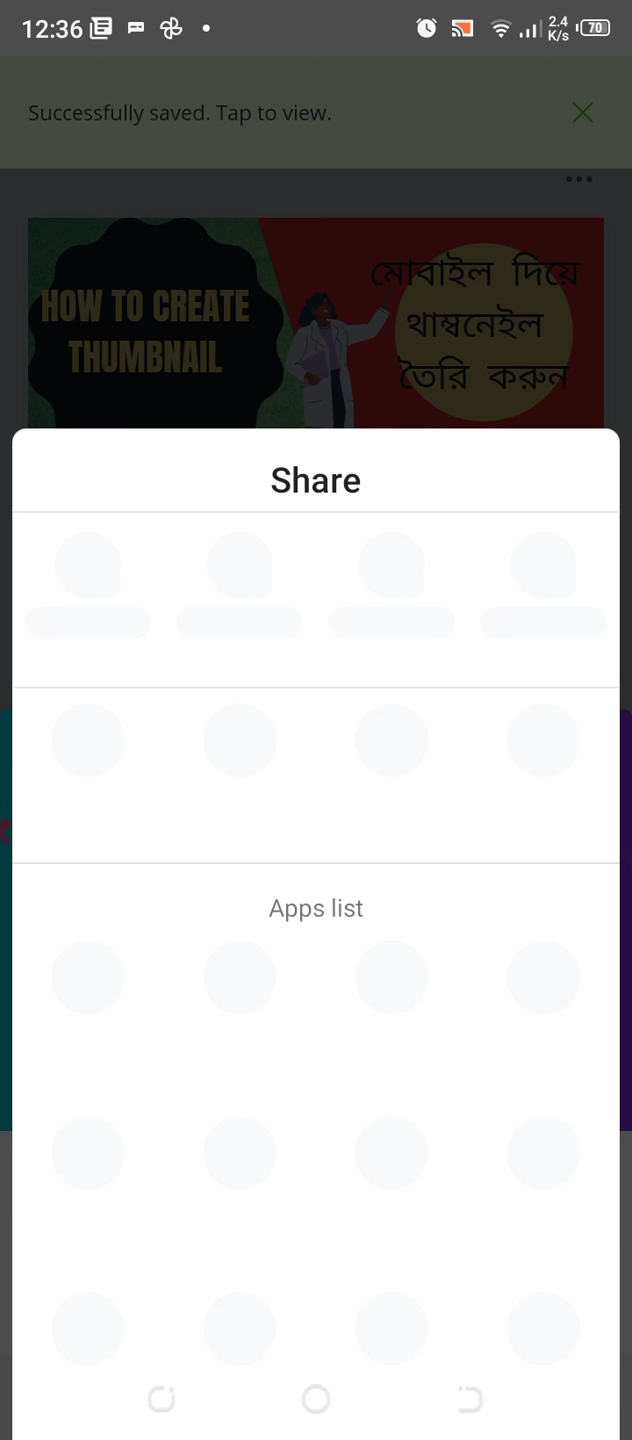 12:36
2.4
K/s
70
Successfully saved. Tap to view.
HOW TO CREATE
THUMBNAIL
মোবাইল দিয়ে
থাম্বনেইল
তৈরি করুন
Share
Apps list